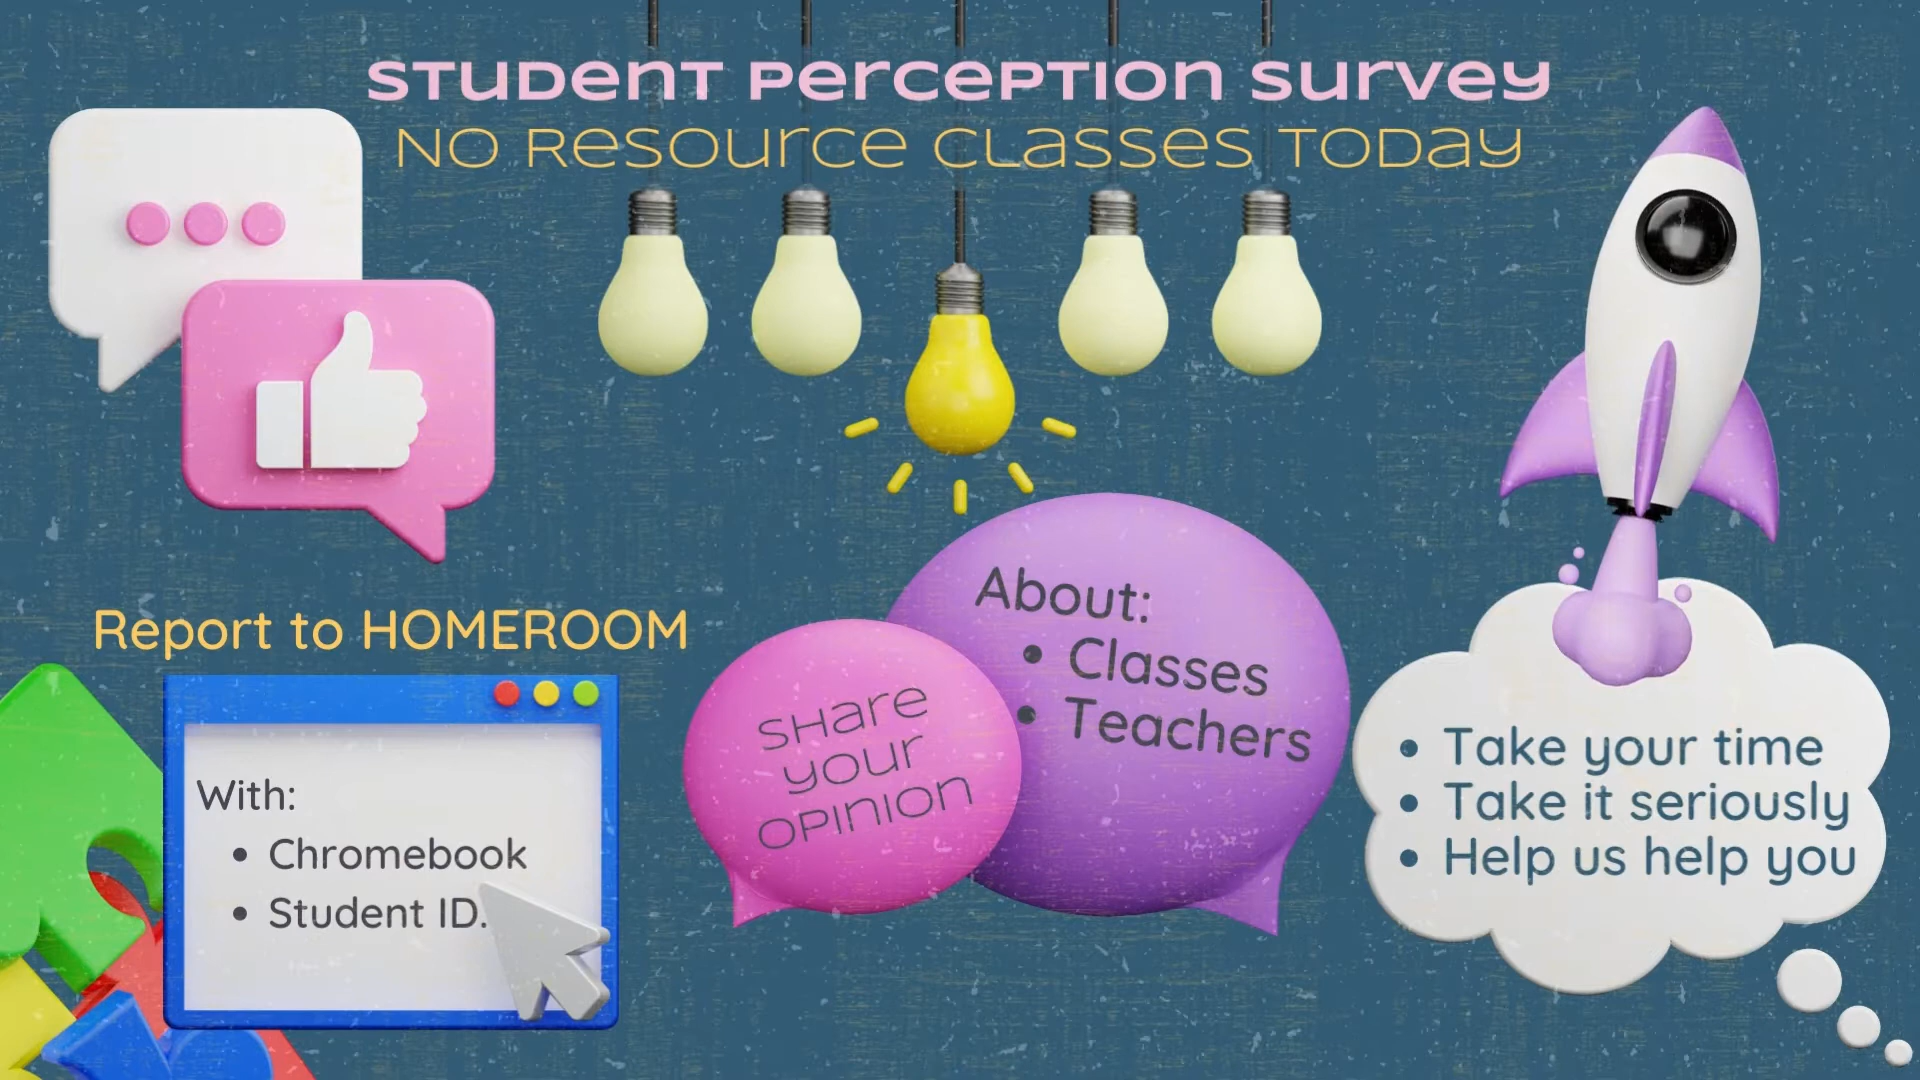 Student Perception Survey
No Resource Classes Today
Report to HOMEROOM
With:
• Chromebook
• Student ID.
Share
your
opinion
About:
• Classes
• Teachers
• Take your time
• Take it seriously
• Help us help you